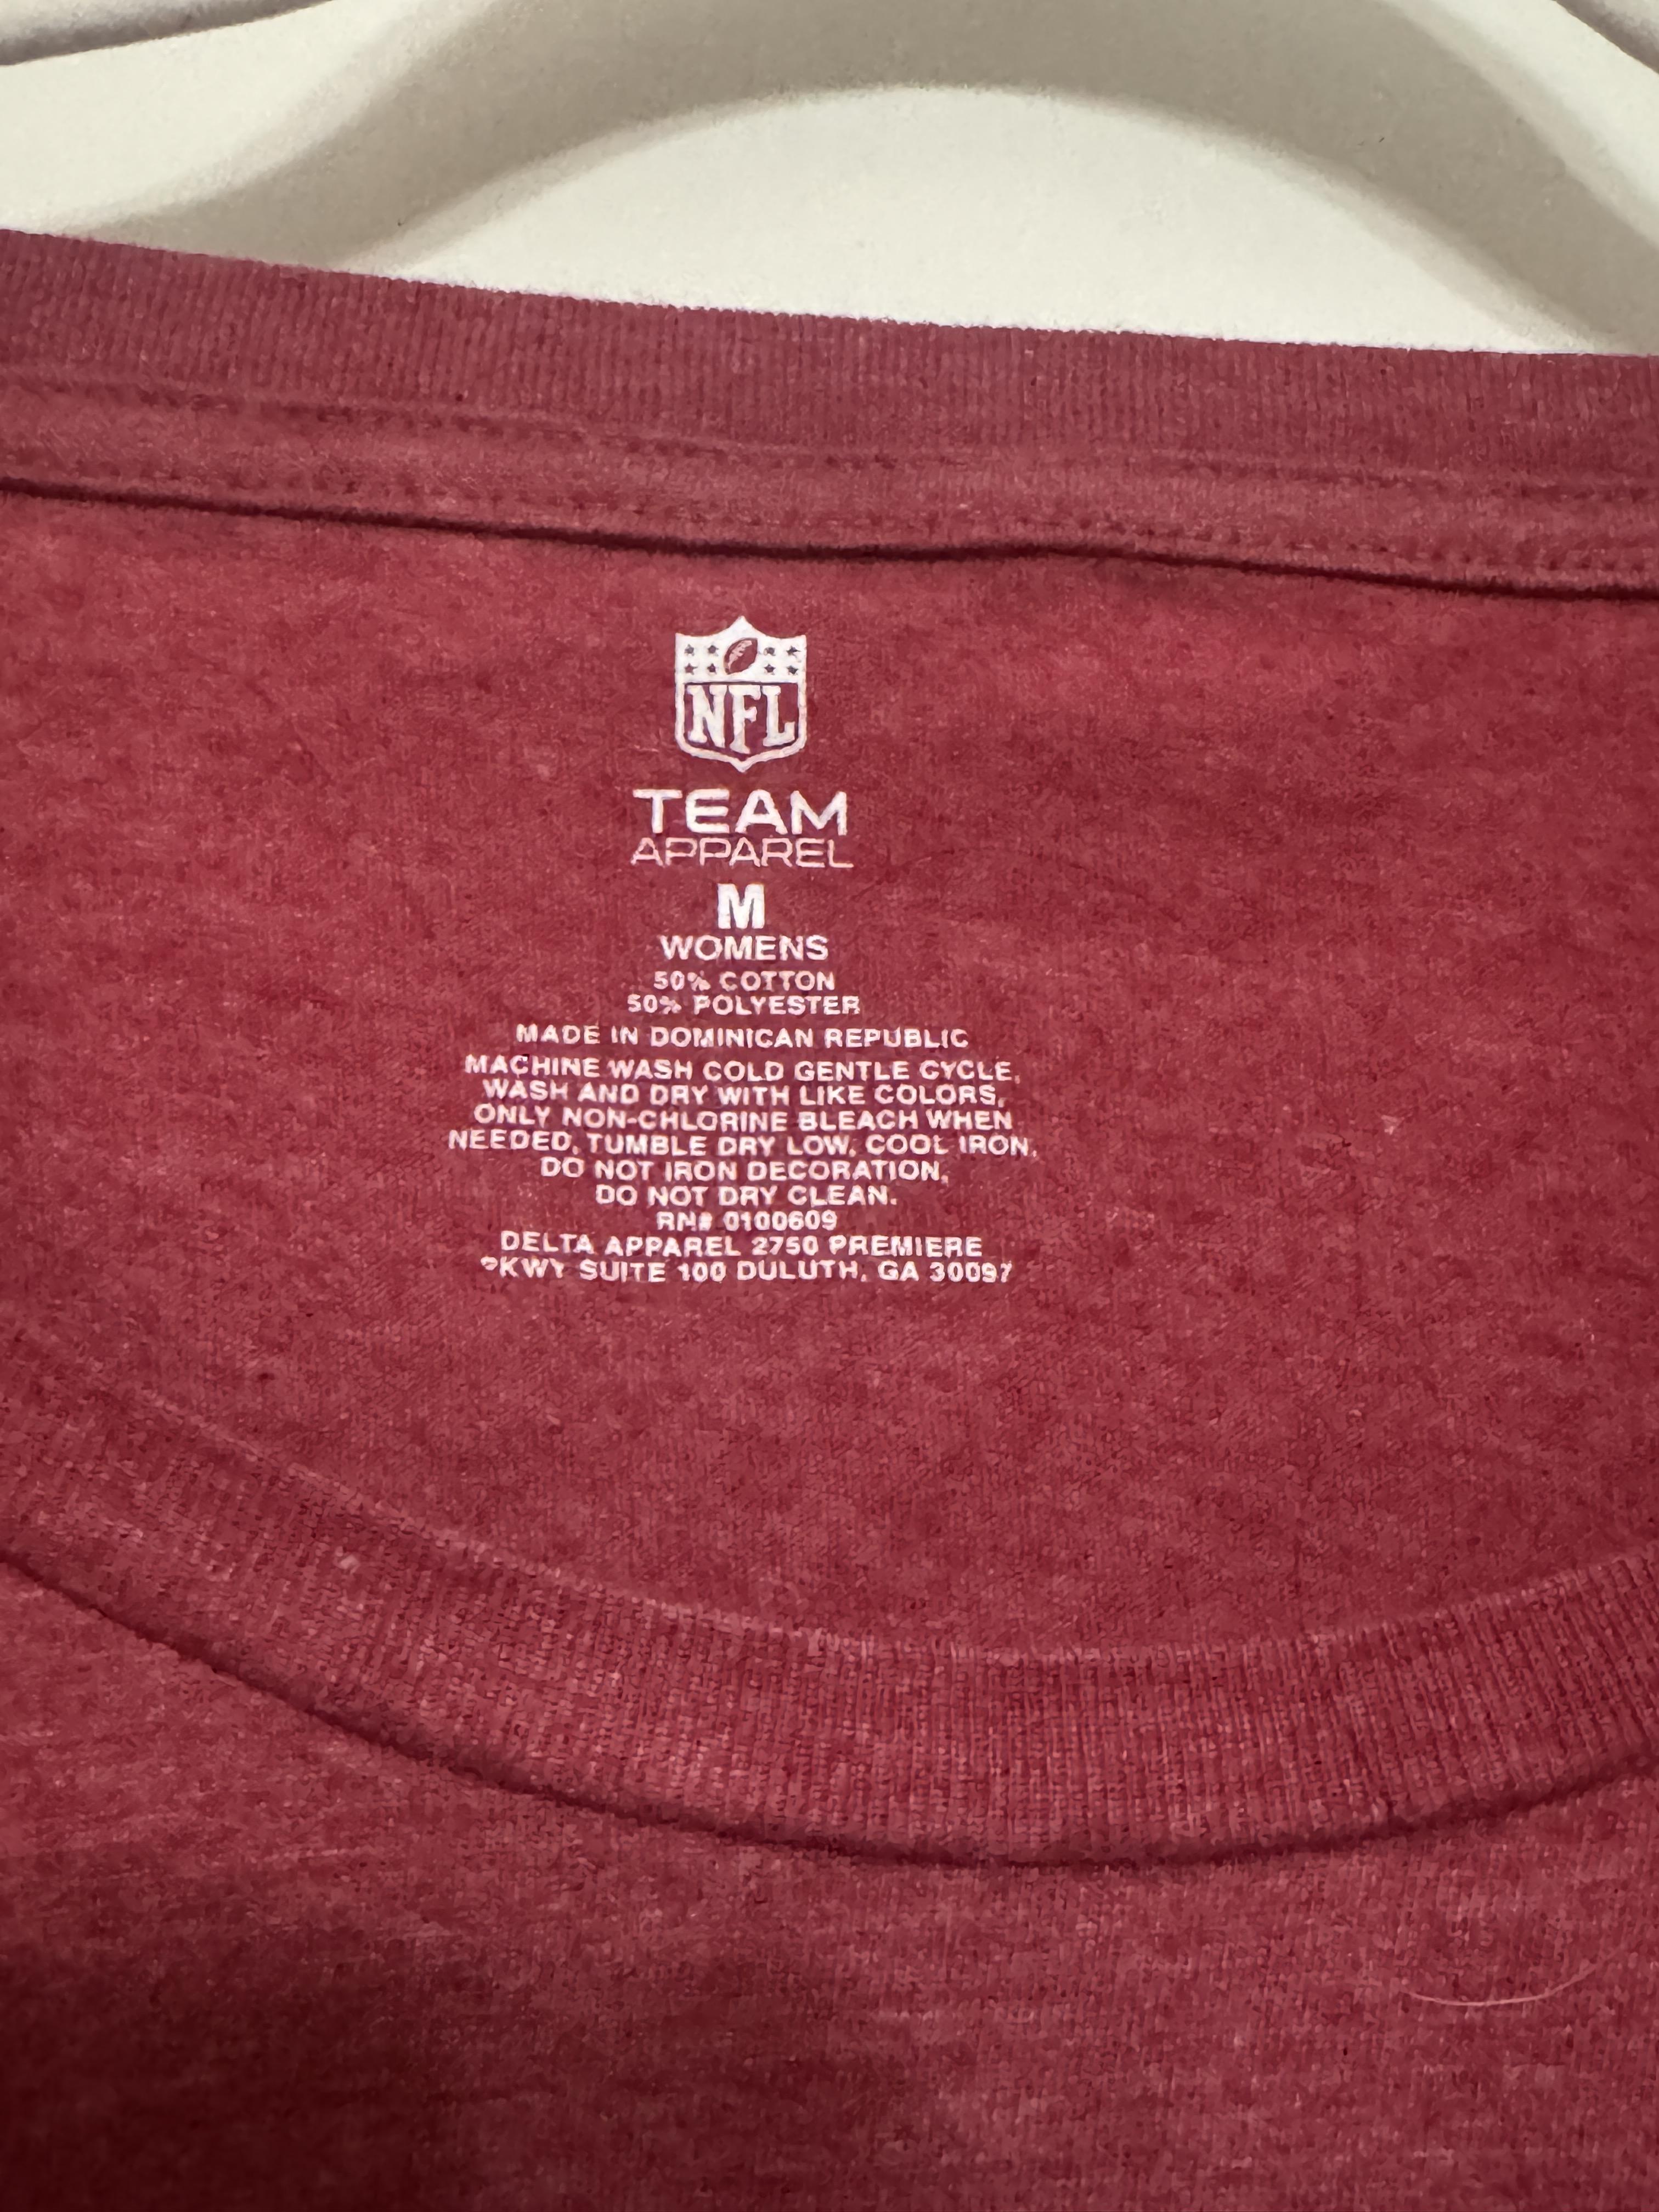 NFL
TEAM
APPAREL
M
WOMENS
50% COTTON
50% POLYESTER
MADE IN DOMINICAN REPUBLIC
MACHINE WASH COLD GENTLE CYCLE,
WASH AND DRY WITH LIKE COLORS,
ONLY NON-CHLORINE BLEACH WHEN
NEEDED, TUMBLE DRY LOW, COOL IRON,
DO NOT IRON DECORATION,
DO NOT DRY CLEAN.
RN# 0100609
DELTA APPAREL 2750 PREMIERE
PKWY SUITE 100 DULUTH, GA 30097